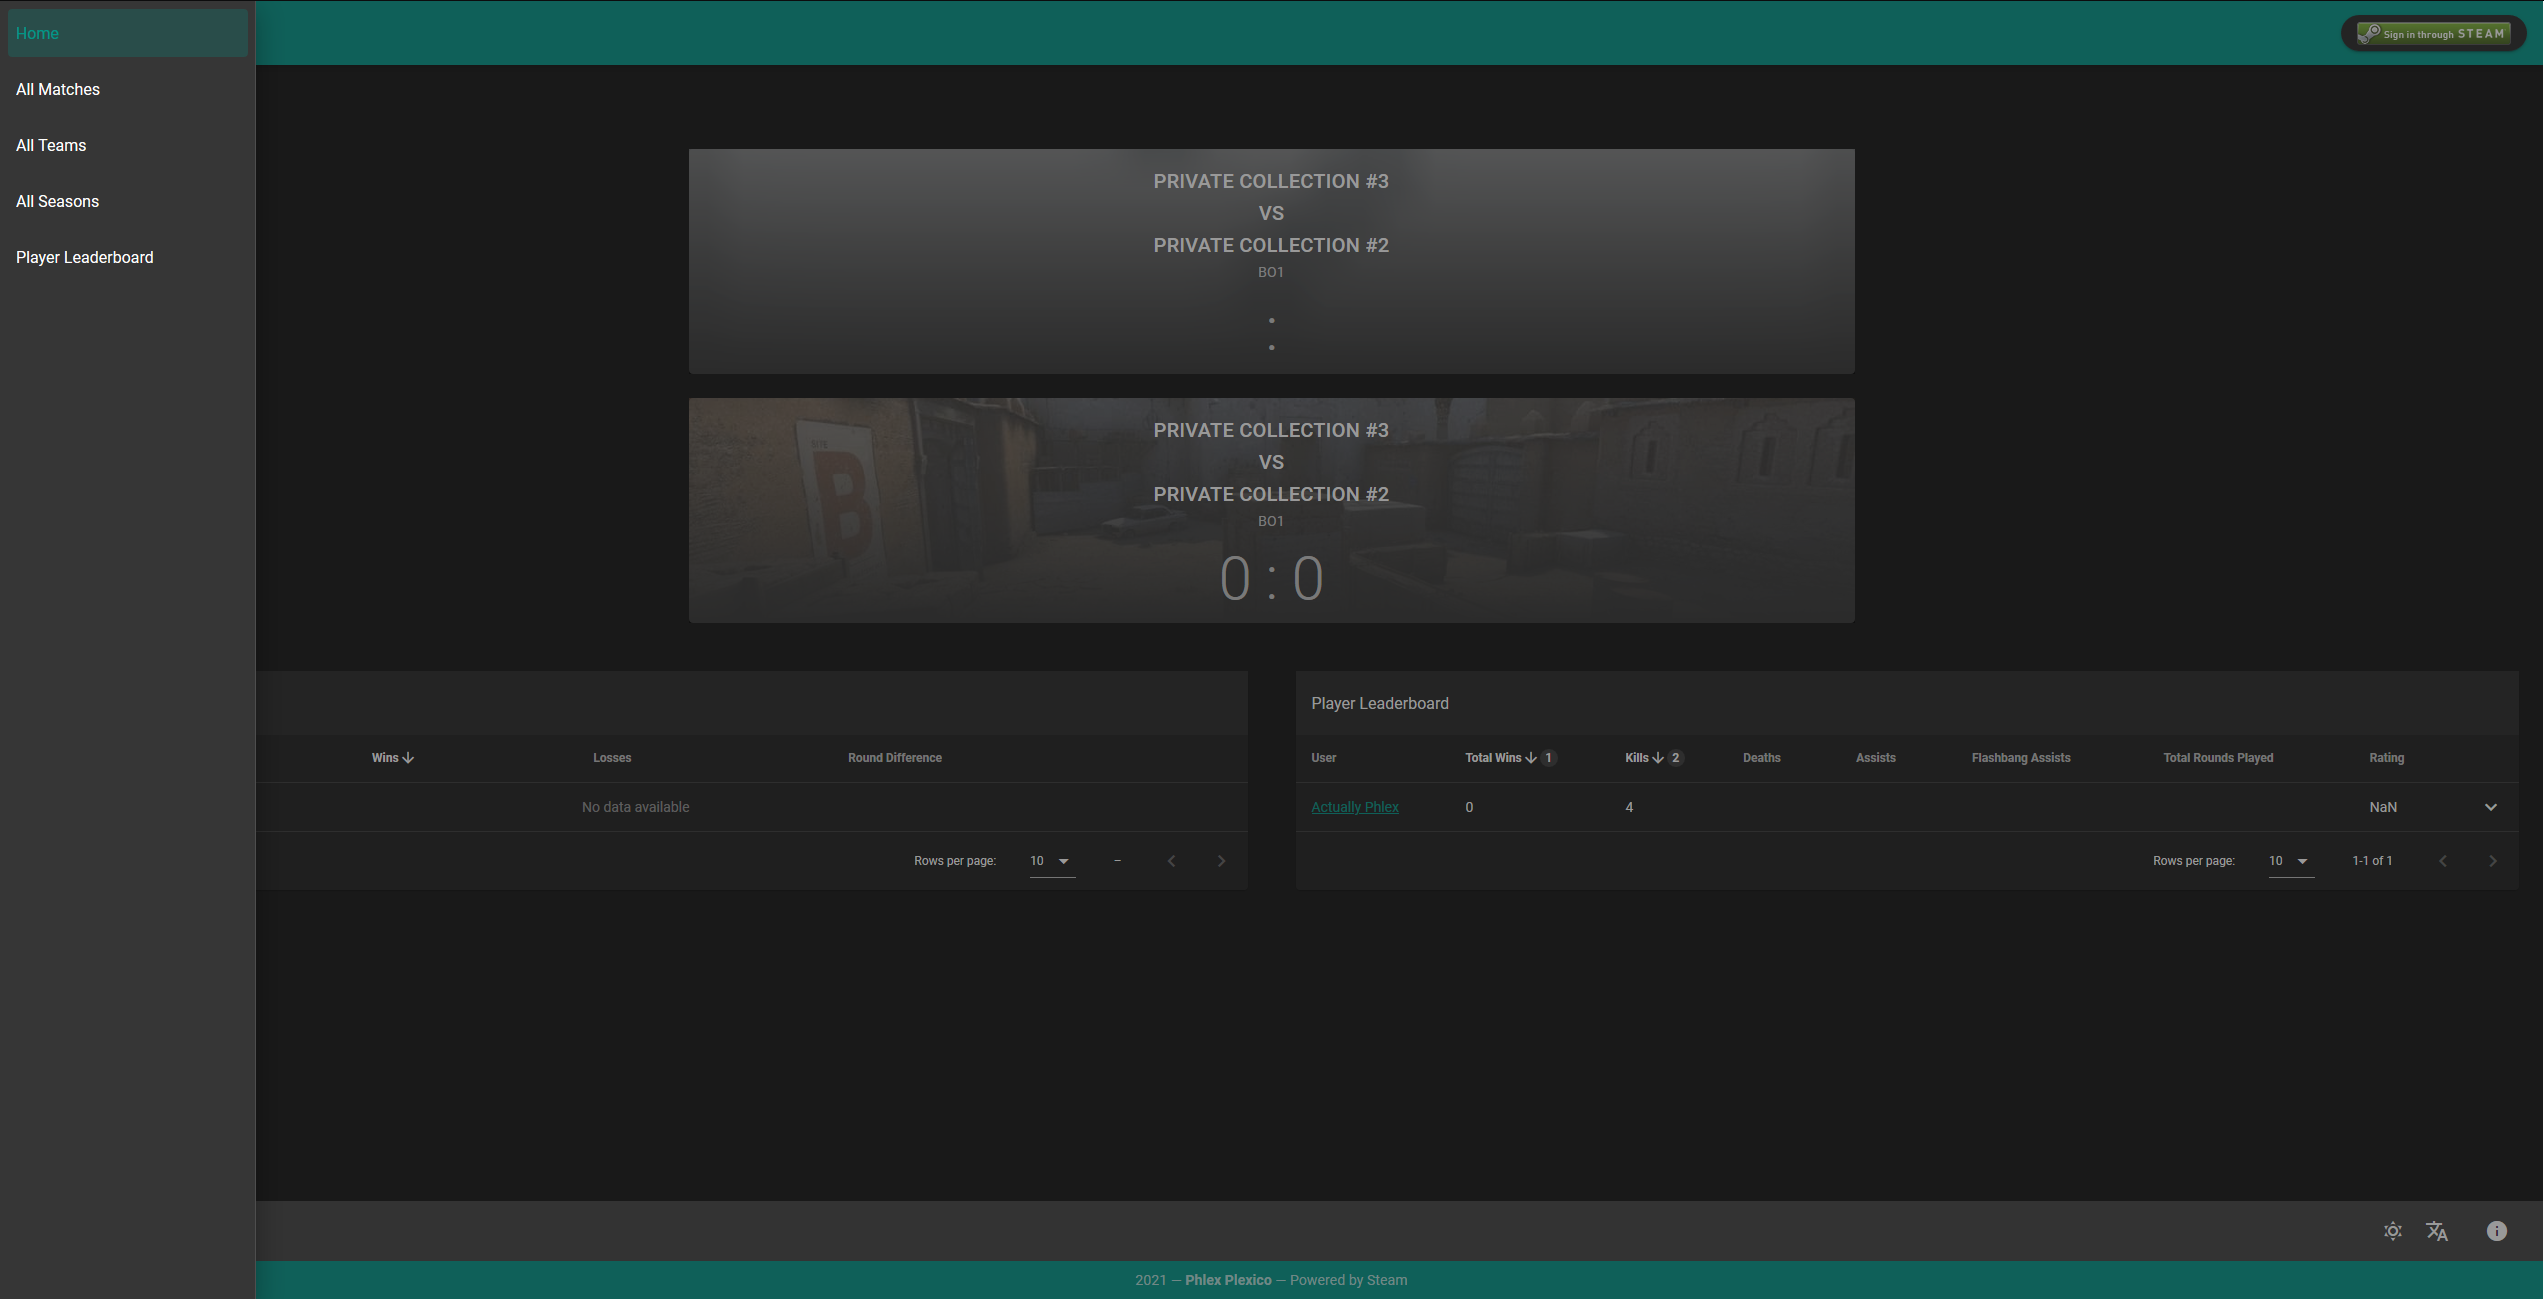 Home
All Matches
All Teams
All Seasons
Player Leaderboard
Sign in through STEAM
PRIVATE COLLECTION #3
VS
PRIVATE COLLECTION #2
BO1
:
SITE
B
PRIVATE COLLECTION #3
VS
PRIVATE COLLECTION #2
BO1
0 : 0
Wins Losses Round Difference
No data available
Rows per page: 10 –
Player Leaderboard
User Total Wins 1 Kills 2 Deaths Assists Flashbang Assists Total Rounds Played Rating
Actually Phlex 0 4 NaN
Rows per page: 10 1-1 of 1
2021 — Phlex Plexico — Powered by Steam